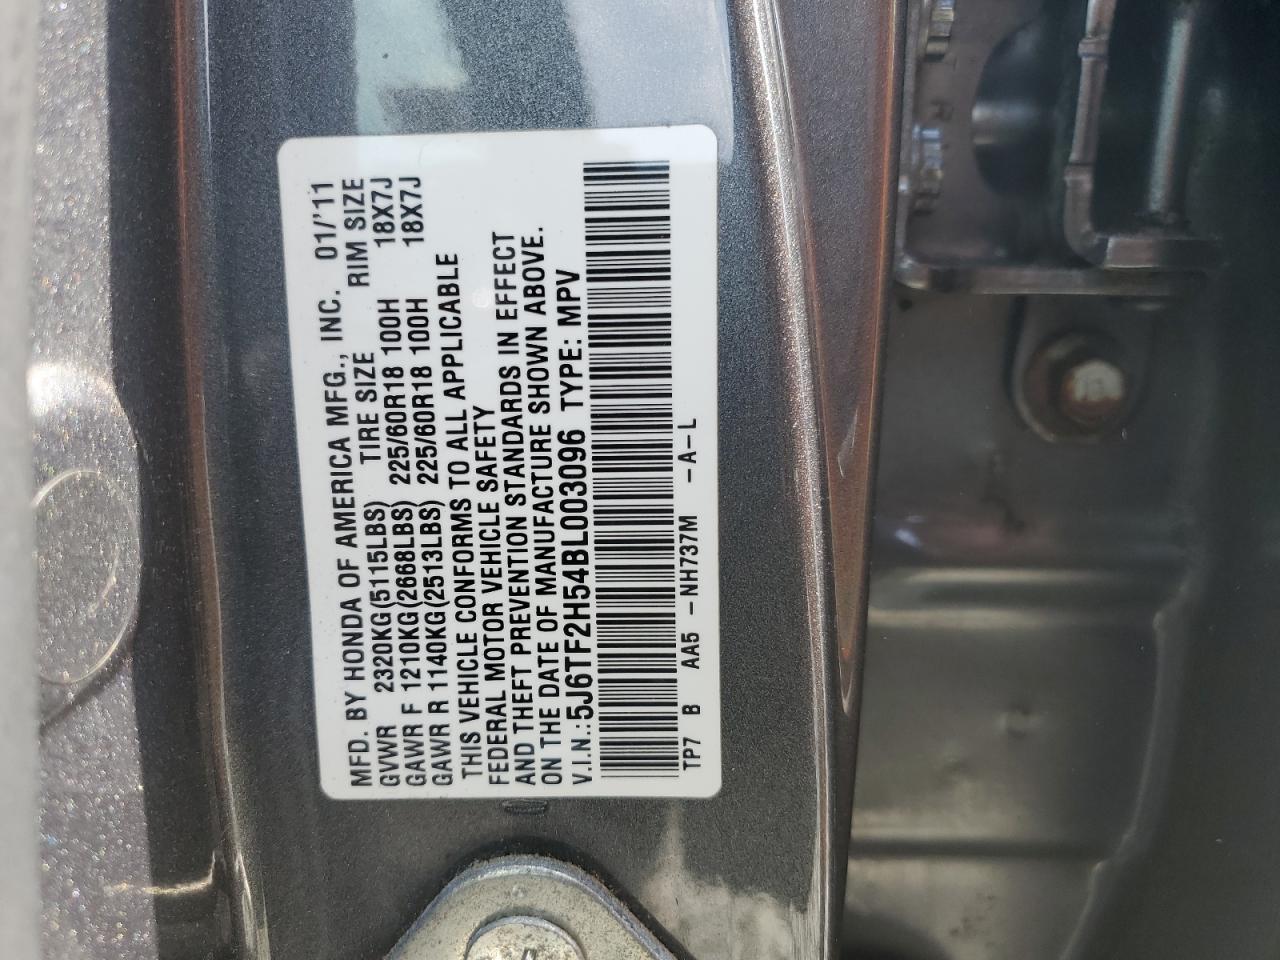 MFD. BY HONDA OF AMERICA MFG., INC. 01/'11
GVWR 2320KG(5115LBS) TIRE SIZE RIM SIZE
GAWR F 1210KG(2668LBS) 225/60R18 100H 18X7J
GAWR R 1140KG(2513LBS) 225/60R18 100H 18X7J
THIS VEHICLE CONFORMS TO ALL APPLICABLE
FEDERAL MOTOR VEHICLE SAFETY
AND THEFT PREVENTION STANDARDS IN EFFECT
ON THE DATE OF MANUFACTURE SHOWN ABOVE.
V.I.N.:5J6TF2H54BL003096 TYPE: MPV
TP7 B AA5 -NH737M -A-L
R